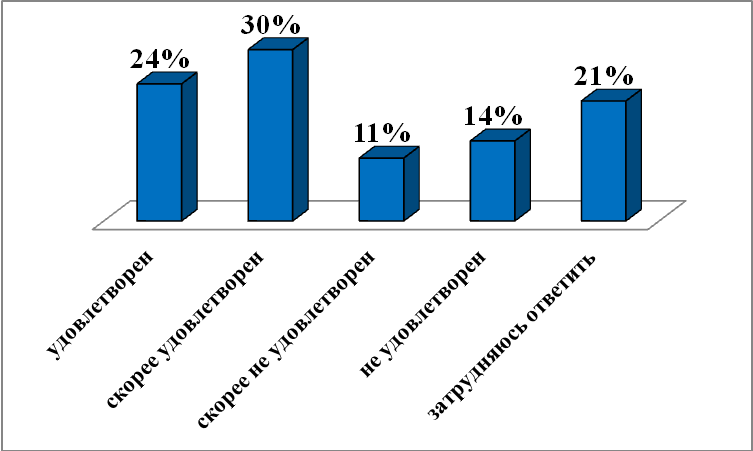 24%
30%
11%
14%
21%
удовлетворен
скорее удовлетворен
скорее не удовлетворен
не удовлетворен
затрудняюсь ответить